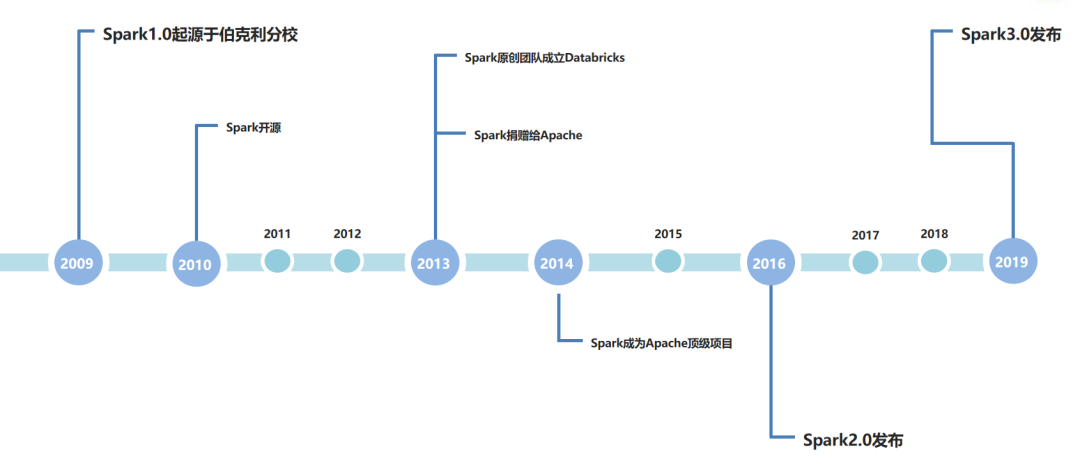 Spark1.0起源于伯克利分校
Spark3.0发布
Spark原创团队成立Databricks
Spark开源
Spark捐赠给Apache
2009
2010
2011
2012
2013
2014
2015
2016
2017
2018
2019
Spark成为Apache顶级项目
Spark2.0发布